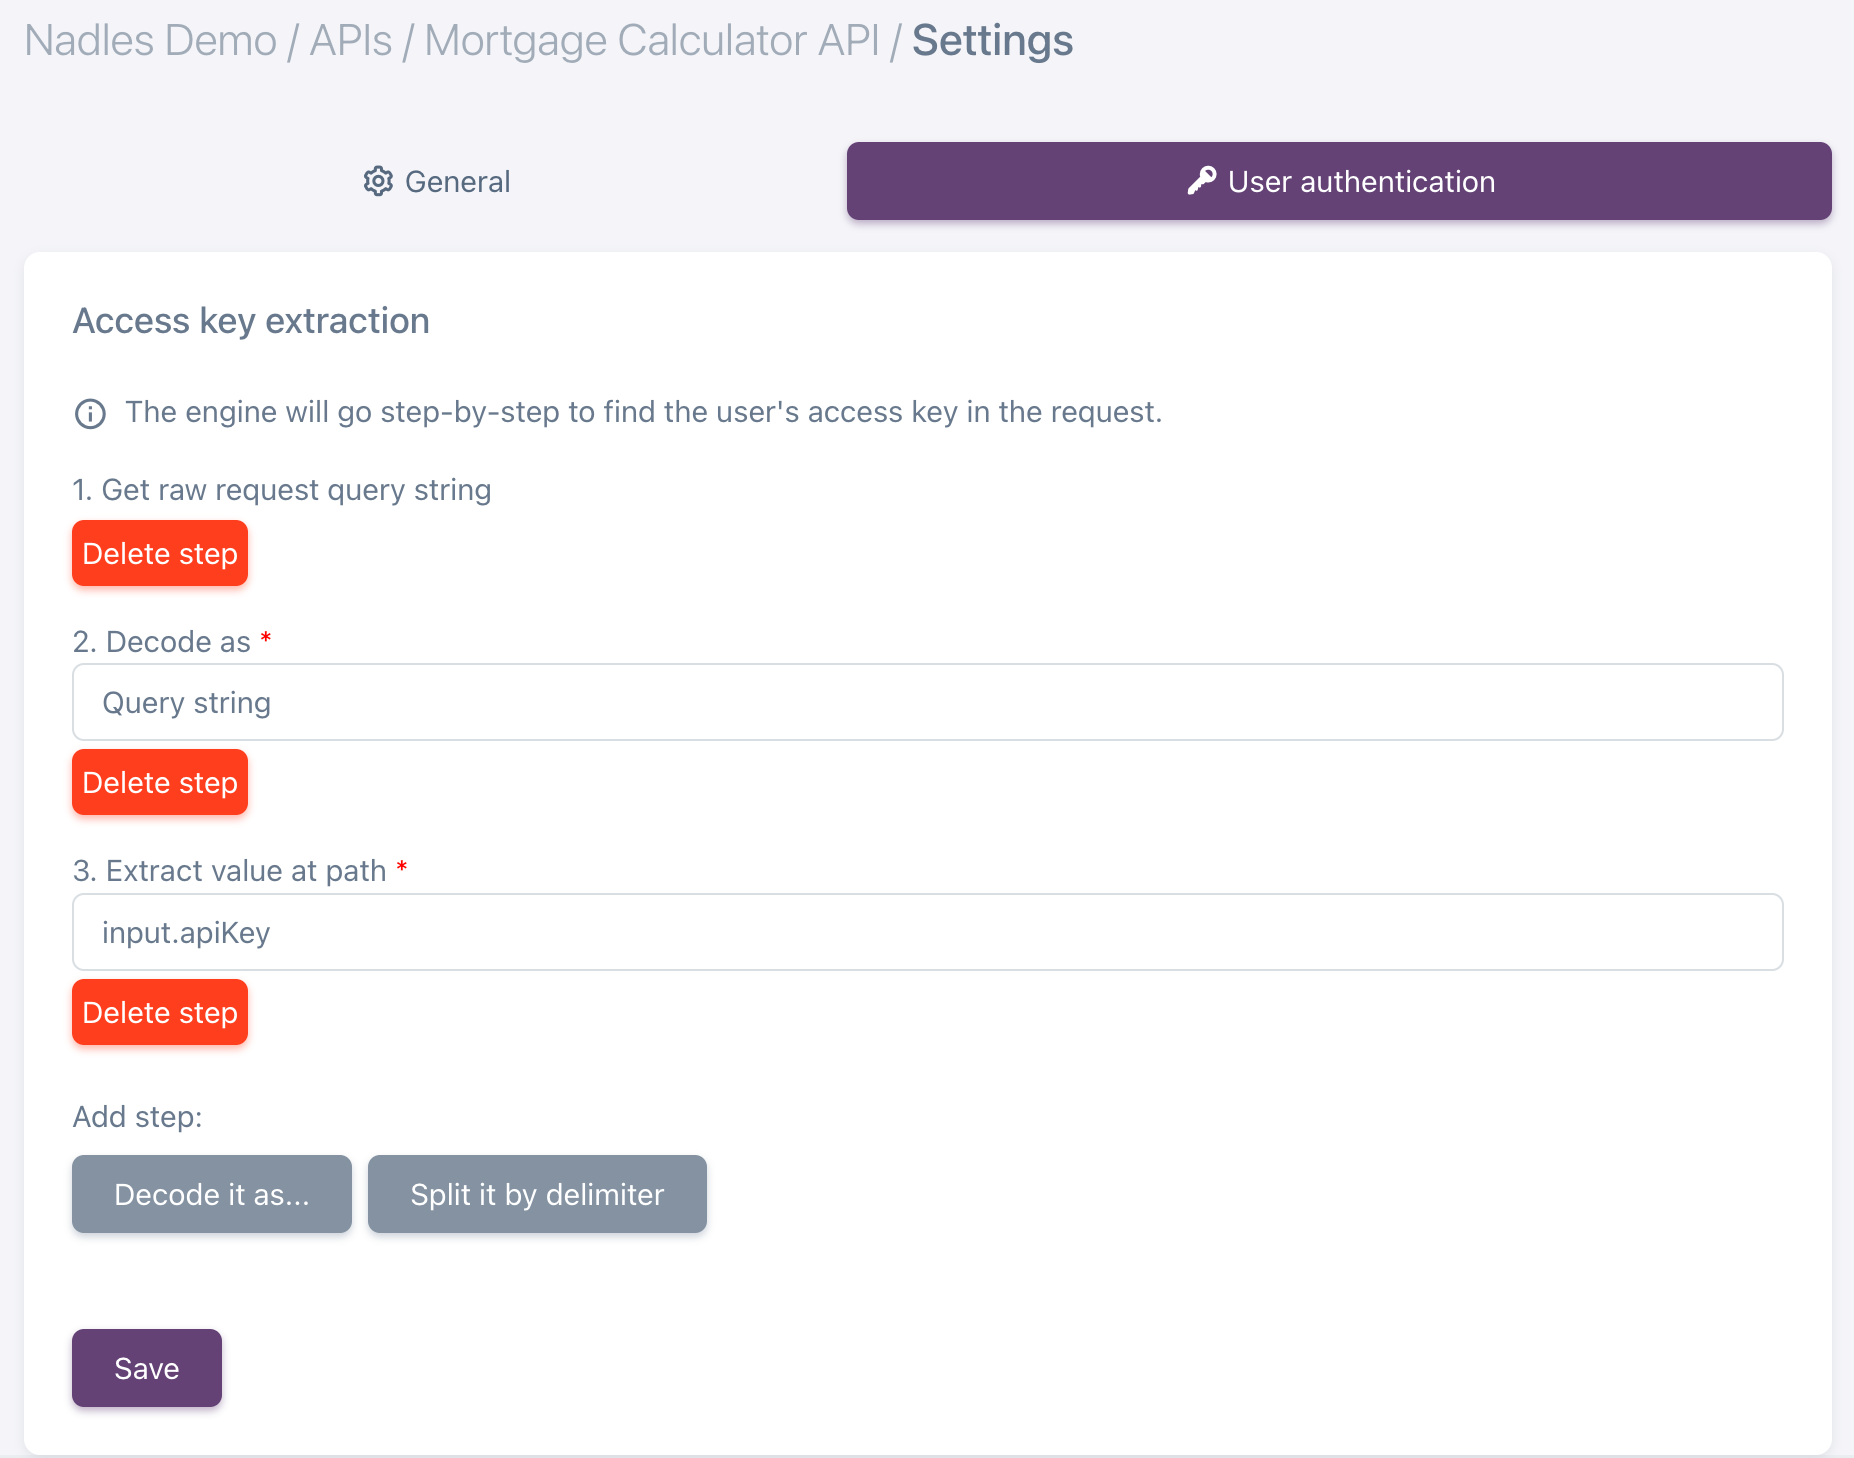 Nadles Demo / APIs / Mortgage Calculator API / Settings
General
User authentication
Access key extraction
The engine will go step-by-step to find the user's access key in the request.
1. Get raw request query string
Delete step
2. Decode as *
Query string
Delete step
3. Extract value at path *
input.apiKey
Delete step
Add step:
Decode it as...
Split it by delimiter
Save